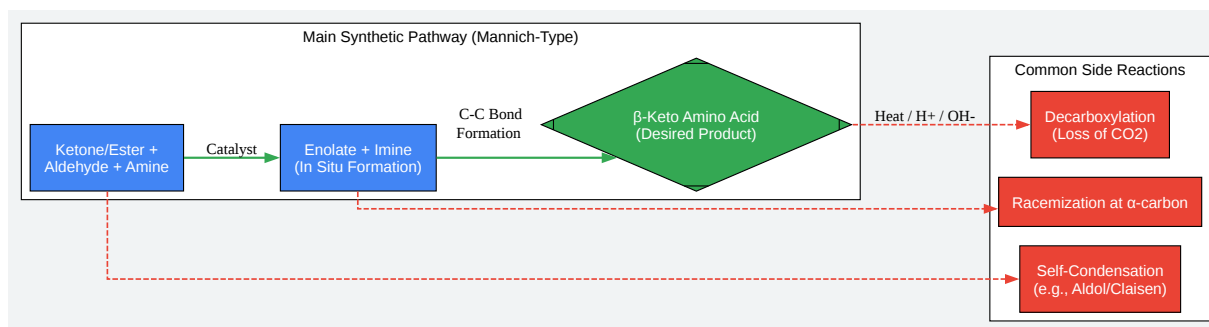 Main Synthetic Pathway (Mannich-Type)
Ketone/Ester +
Aldehyde + Amine
Catalyst
Enolate + Imine
(In Situ Formation)
C-C Bond
Formation
β-Keto Amino Acid
(Desired Product)
Heat / H+ / OH-
Common Side Reactions
Decarboxylation
(Loss of CO2)
Racemization at α-carbon
Self-Condensation
(e.g., Aldol/Claisen)